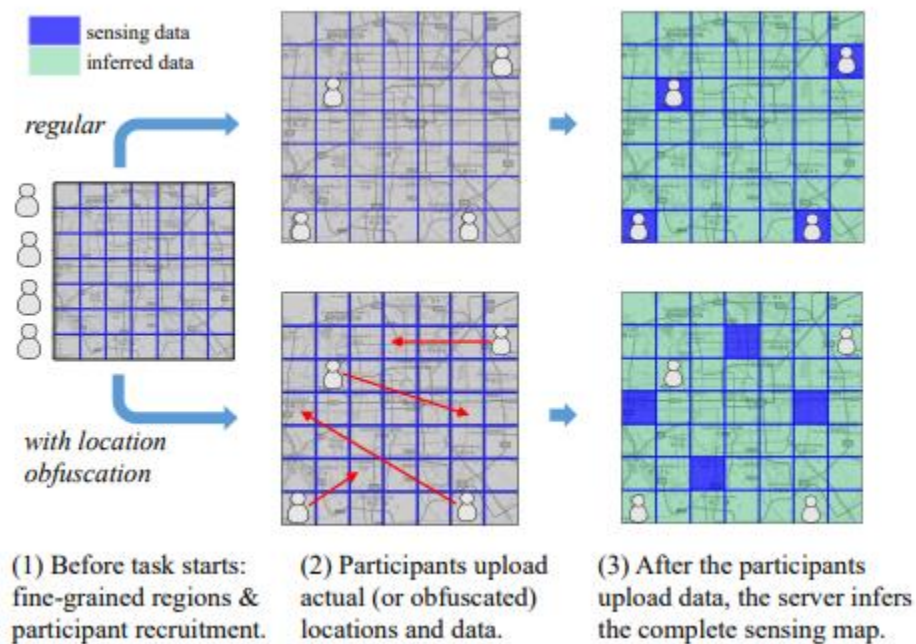 sensing data
inferred data
regular
with location
obfuscation
(1) Before task starts:
fine-grained regions &
participant recruitment.
(2) Participants upload
actual (or obfuscated)
locations and data.
(3) After the participants
upload data, the server infers
the complete sensing map.